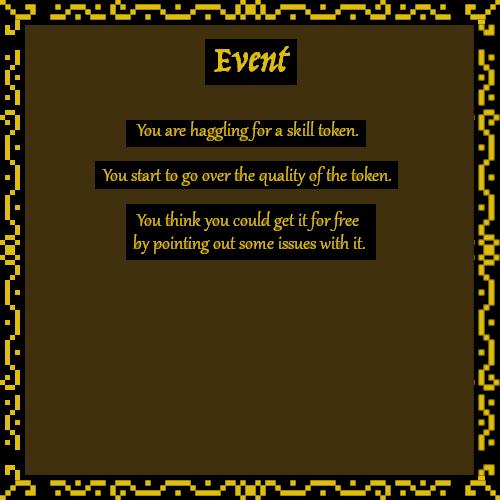 Event
You are haggling for a skill token.
You start to go over the quality of the token.
You think you could get it for free
by pointing out some issues with it.